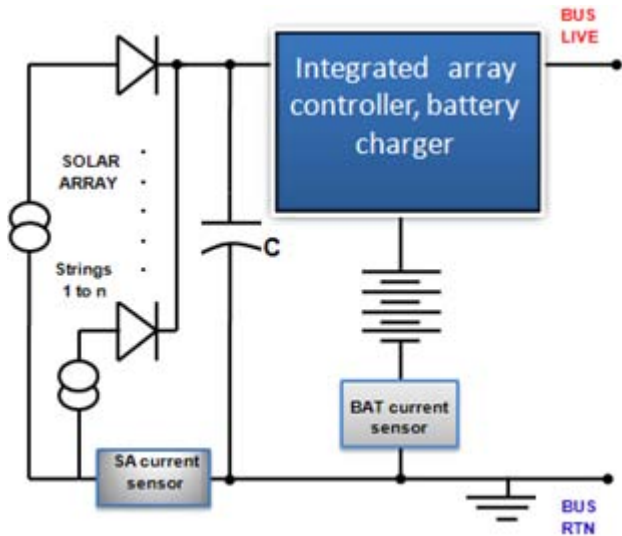 BUS
LIVE
Integrated array
controller, battery
charger
SOLAR
ARRAY
C
Strings
1 to n
BAT current
sensor
SA current
sensor
BUS
RTN